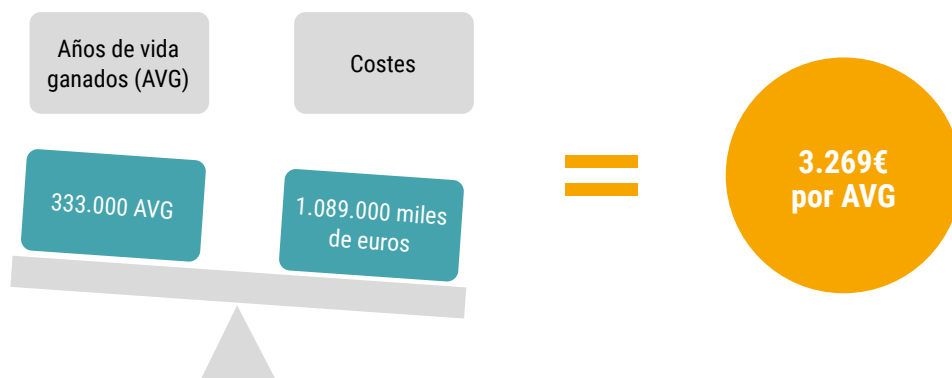 Años de vida
ganados (AVG)
Costes
333.000 AVG
1.089.000 miles
de euros
3.269€
por AVG